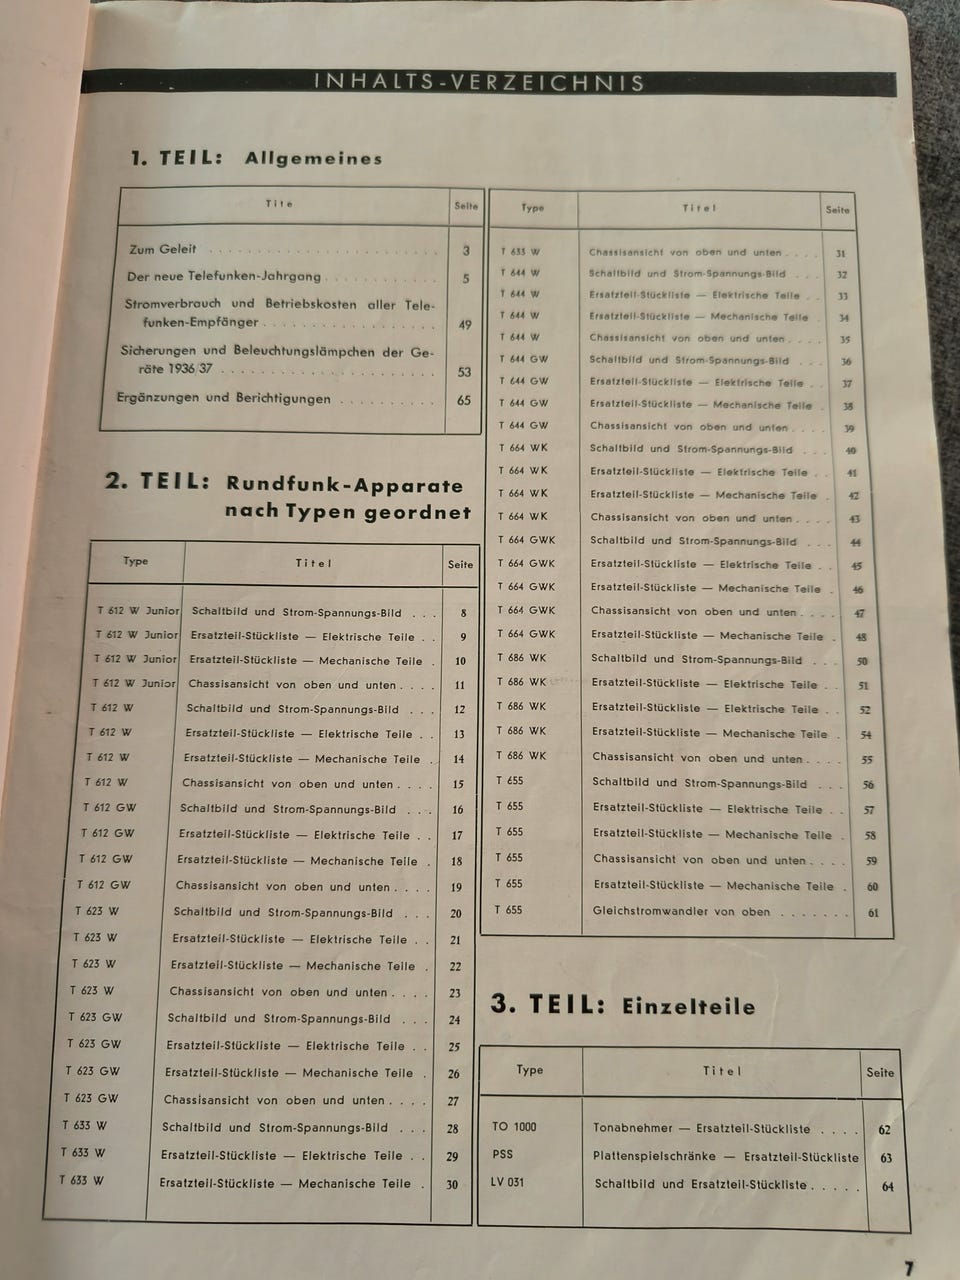 INHALTS-VERZEICHNIS
1. TEIL: Allgemeines
Tite Seite
Zum Geleit . . . . . . . . . . . . . . . . . . . . 3
Der neue Telefunken-Jahrgang . . . . . . . . . . 5
Stromverbrauch und Betriebskosten aller Tele-
funken-Empfänger . . . . . . . . . . . . . . . 49
Sicherungen und Beleuchtungslämpchen der Ge-
räte 1936/37 . . . . . . . . . . . . . . . . . . . 53
Ergänzungen und Berichtigungen . . . . . . . . . 65
2. TEIL: Rundfunk-Apparate
nach Typen geordnet
Type Titel Seite
T 612 W Junior Schaltbild und Strom-Spannungs-Bild . . . 8
T 612 W Junior Ersatzteil-Stückliste — Elektrische Teile . . 9
T 612 W Junior Ersatzteil-Stückliste — Mechanische Teile . 10
T 612 W Junior Chassisansicht von oben und unten . . . . 11
T 612 W Schaltbild und Strom-Spannungs-Bild . . . 12
T 612 W Ersatzteil-Stückliste — Elektrische Teile . . 13
T 612 W Ersatzteil-Stückliste — Mechanische Teile . 14
T 612 W Chassisansicht von oben und unten . . . . 15
T 612 GW Schaltbild und Strom-Spannungs-Bild . . . 16
T 612 GW Ersatzteil-Stückliste — Elektrische Teile . . 17
T 612 GW Ersatzteil-Stückliste — Mechanische Teile . 18
T 612 GW Chassisansicht von oben und unten . . . . 19
T 623 W Schaltbild und Strom-Spannungs-Bild . . . 20
T 623 W Ersatzteil-Stückliste — Elektrische Teile . . 21
T 623 W Ersatzteil-Stückliste — Mechanische Teile . 22
T 623 W Chassisansicht von oben und unten . . . . 23
T 623 GW Schaltbild und Strom-Spannungs-Bild . . . 24
T 623 GW Ersatzteil-Stückliste — Elektrische Teile . . 25
T 623 GW Ersatzteil-Stückliste — Mechanische Teile . 26
T 623 GW Chassisansicht von oben und unten . . . . 27
T 633 W Schaltbild und Strom-Spannungs-Bild . . . 28
T 633 W Ersatzteil-Stückliste — Elektrische Teile . . 29
T 633 W Ersatzteil-Stückliste — Mechanische Teile . 30
Type Titel Seite
T 633 W Chassisansicht von oben und unten . . . . 31
T 644 W Schaltbild und Strom-Spannungs-Bild . . . 32
T 644 W Ersatzteil-Stückliste — Elektrische Teile . . 33
T 644 W Ersatzteil-Stückliste — Mechanische Teile . 34
T 644 W Chassisansicht von oben und unten . . . . 35
T 644 GW Schaltbild und Strom-Spannungs-Bild . . . 36
T 644 GW Ersatzteil-Stückliste — Elektrische Teile . . 37
T 644 GW Ersatzteil-Stückliste — Mechanische Teile . 38
T 644 GW Chassisansicht von oben und unten . . . . 39
T 664 WK Schaltbild und Strom-Spannungs-Bild . . . 40
T 664 WK Ersatzteil-Stückliste — Elektrische Teile . . 41
T 664 WK Ersatzteil-Stückliste — Mechanische Teile . 42
T 664 WK Chassisansicht von oben und unten . . . . 43
T 664 GWK Schaltbild und Strom-Spannungs-Bild . . . 44
T 664 GWK Ersatzteil-Stückliste — Elektrische Teile . . 45
T 664 GWK Ersatzteil-Stückliste — Mechanische Teile . 46
T 664 GWK Chassisansicht von oben und unten . . . . 47
T 664 GWK Ersatzteil-Stückliste — Mechanische Teile . 48
T 686 WK Schaltbild und Strom-Spannungs-Bild . . . 50
T 686 WK Ersatzteil-Stückliste — Elektrische Teile . . 51
T 686 WK Ersatzteil-Stückliste — Elektrische Teile . . 52
T 686 WK Ersatzteil-Stückliste — Mechanische Teile . 54
T 686 WK Chassisansicht von oben und unten . . . . 55
T 655 Schaltbild und Strom-Spannungs-Bild . . . 56
T 655 Ersatzteil-Stückliste — Elektrische Teile . . 57
T 655 Ersatzteil-Stückliste — Mechanische Teile . 58
T 655 Chassisansicht von oben und unten . . . . 59
T 655 Ersatzteil-Stückliste — Mechanische Teile . 60
T 655 Gleichstromwandler von oben . . . . . . . 61
3. TEIL: Einzelteile
Type Titel Seite
TO 1000 Tonabnehmer — Ersatzteil-Stückliste . . . . 62
PSS Plattenspielschränke — Ersatzteil-Stückliste 63
LV 031 Schaltbild und Ersatzteil-Stückliste . . . . . 64
7